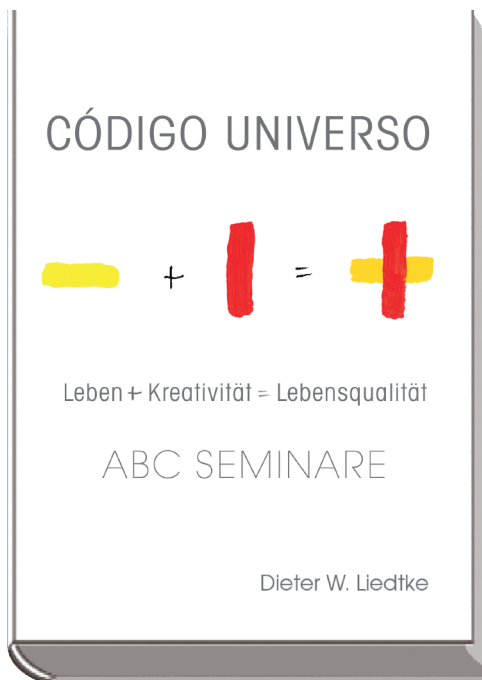 CÓDIGO UNIVERSO
+ =
Leben + Kreativität = Lebensqualität
ABC SEMINARE
Dieter W. Liedtke